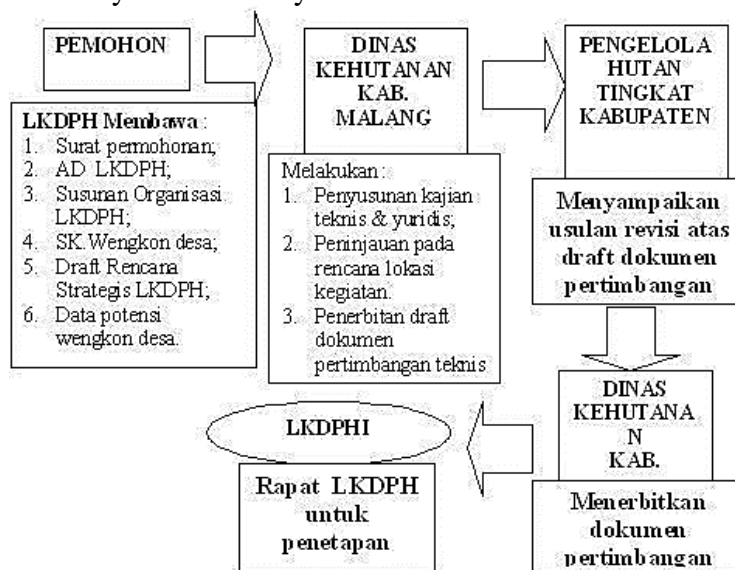 PEMOHON
LKDPH Membawa :
1. Surat permohonan;
2. AD LKDPH;
3. Susunan Organisasi
LKDPH;
4. SK.Wengkon desa;
5. Draft Rencana
Strategis LKDPH;
6. Data potensi
wengkon desa.
DINAS
KEHUTANAN
KAB.
MALANG
Melakukan :
1. Penyusunan kajian
teknis & yuridis;
2. Peninjauan pada
rencana lokasi
kegiatan.
3. Penerbitan draft
dokumen
pertimbangan teknis
PENGELOLA
HUTAN
TINGKAT
KABUPATEN
Menyampaikan
usulan revisi atas
draft dokumen
pertimbangan
DINAS
KEHUTANA
N
KAB.
Menerbitkan
dokumen
pertimbangan
LKDPHI
Rapat LKDPH
untuk
penetapan